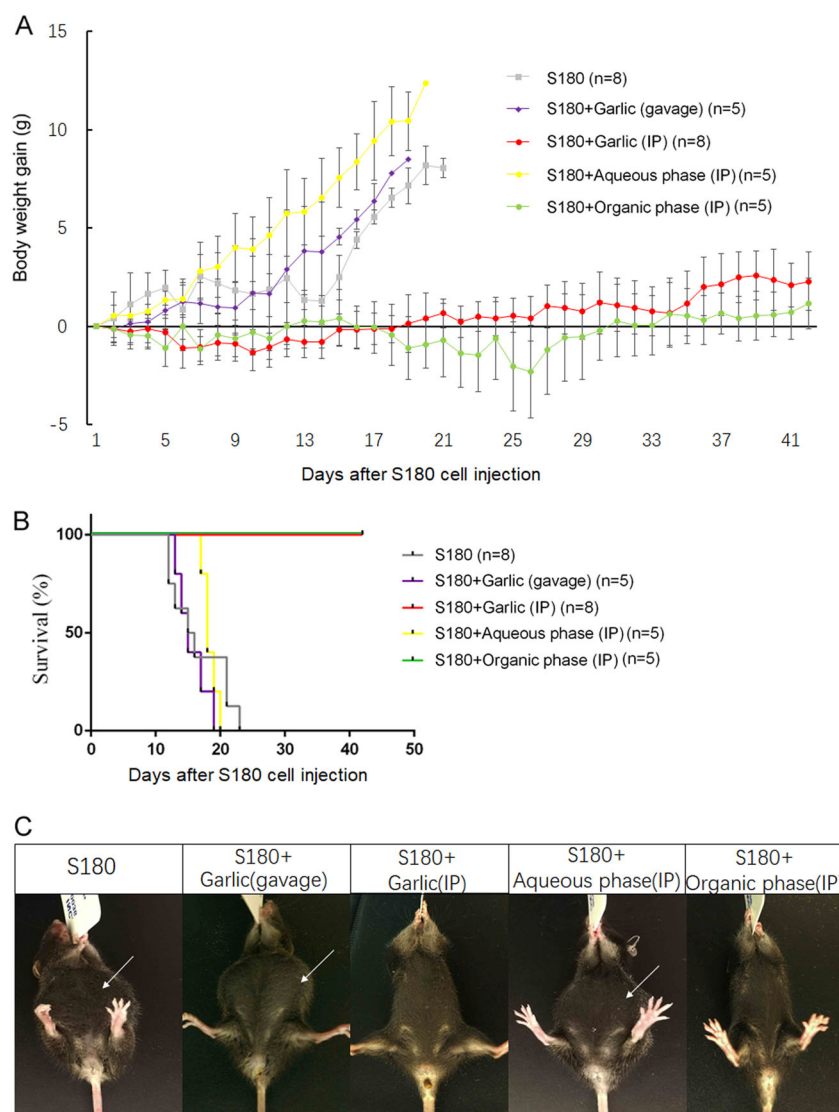 A
15
10
5
0
-5
Body weight gain (g)
S180 (n=8)
S180+Garlic (gavage) (n=5)
S180+Garlic (IP) (n=8)
S180+Aqueous phase (IP) (n=5)
S180+Organic phase (IP) (n=5)
1 5 9 13 17 21 25 29 33 37 41
Days after S180 cell injection
B
100
50
0
Survival (%)
S180 (n=8)
S180+Garlic (gavage) (n=5)
S180+Garlic (IP) (n=8)
S180+Aqueous phase (IP) (n=5)
S180+Organic phase (IP) (n=5)
0 10 20 30 40 50
Days after S180 cell injection
C
S180
S180+
Garlic(gavage)
S180+
Garlic(IP)
S180+
Aqueous phase(IP)
S180+
Organic phase(IP